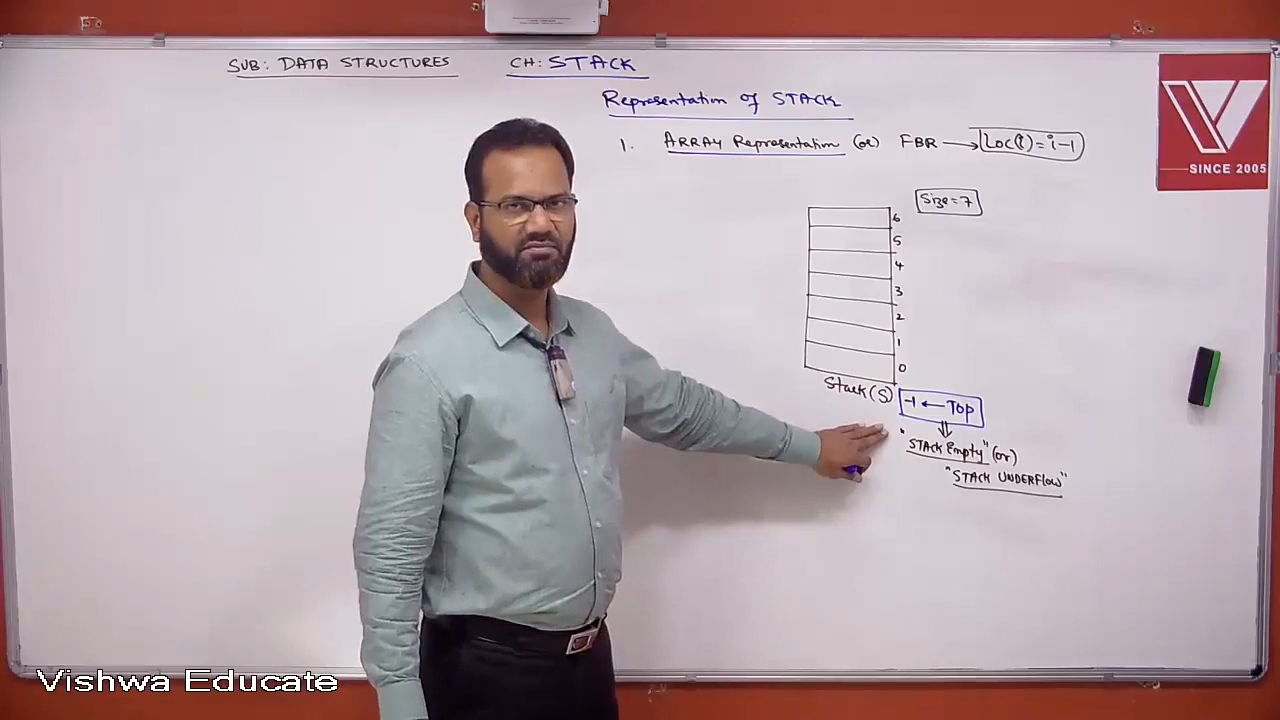 SUB: DATA STRUCTURES CH: STACK
Representation of STACK
1. ARRAY Representation (or) FBR → Loc(i)=i-1
SINCE 2005
Size=7
6
5
4
3
2
1
0
Stack(S)
-1 ← Top
"STACK Empty" (or)
"STACK UNDERFLOW"
Vishwa Educate